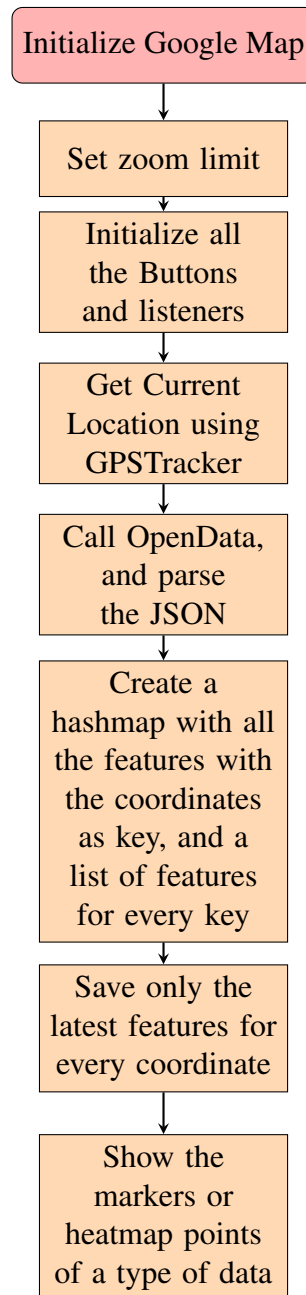 Initialize Google Map
Set zoom limit
Initialize all
the Buttons
and listeners
Get Current
Location using
GPSTracker
Call OpenData,
and parse
the JSON
Create a
hashmap with all
the features with
the coordinates
as key, and a
list of features
for every key
Save only the
latest features for
every coordinate
Show the
markers or
heatmap points
of a type of data